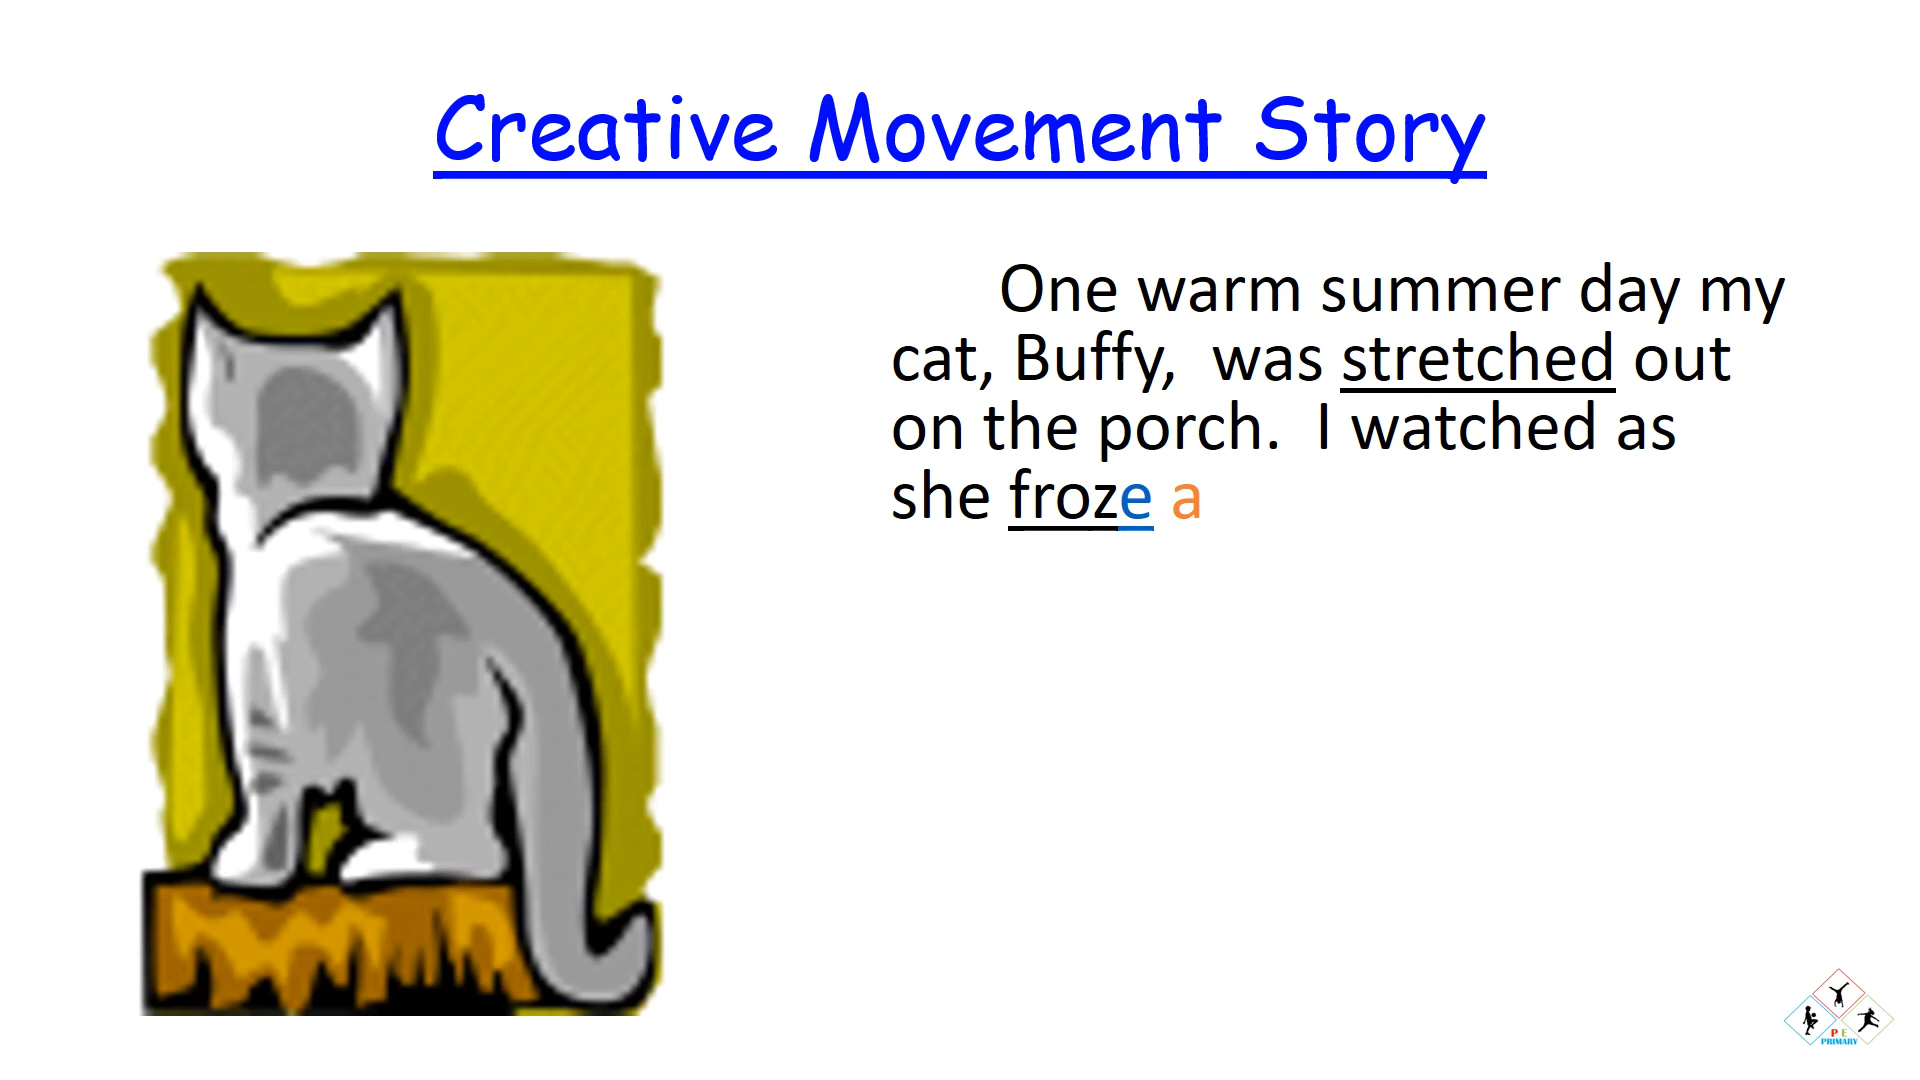 Creative Movement Story
One warm summer day my
cat, Buffy,  was stretched out
on the porch.  I watched as
she froze a
P E
PRIMARY